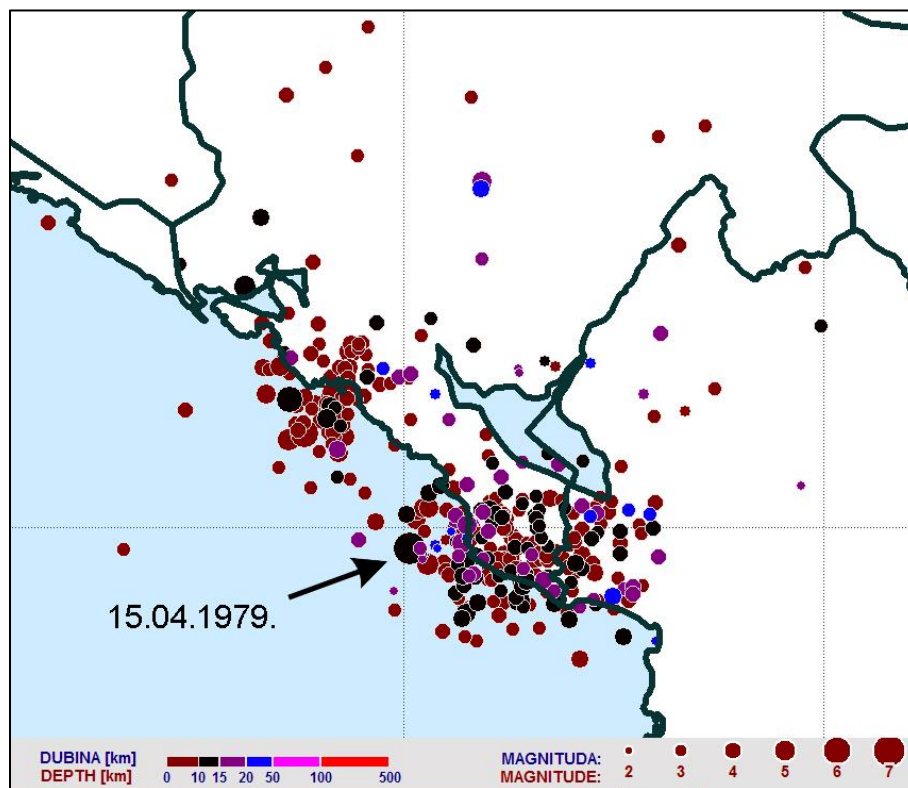 15.04.1979.
DUBINA [km]
DEPTH [km]
0 10 15 20 50 100 500
MAGNITUDA:
MAGNITUDE:
2 3 4 5 6 7